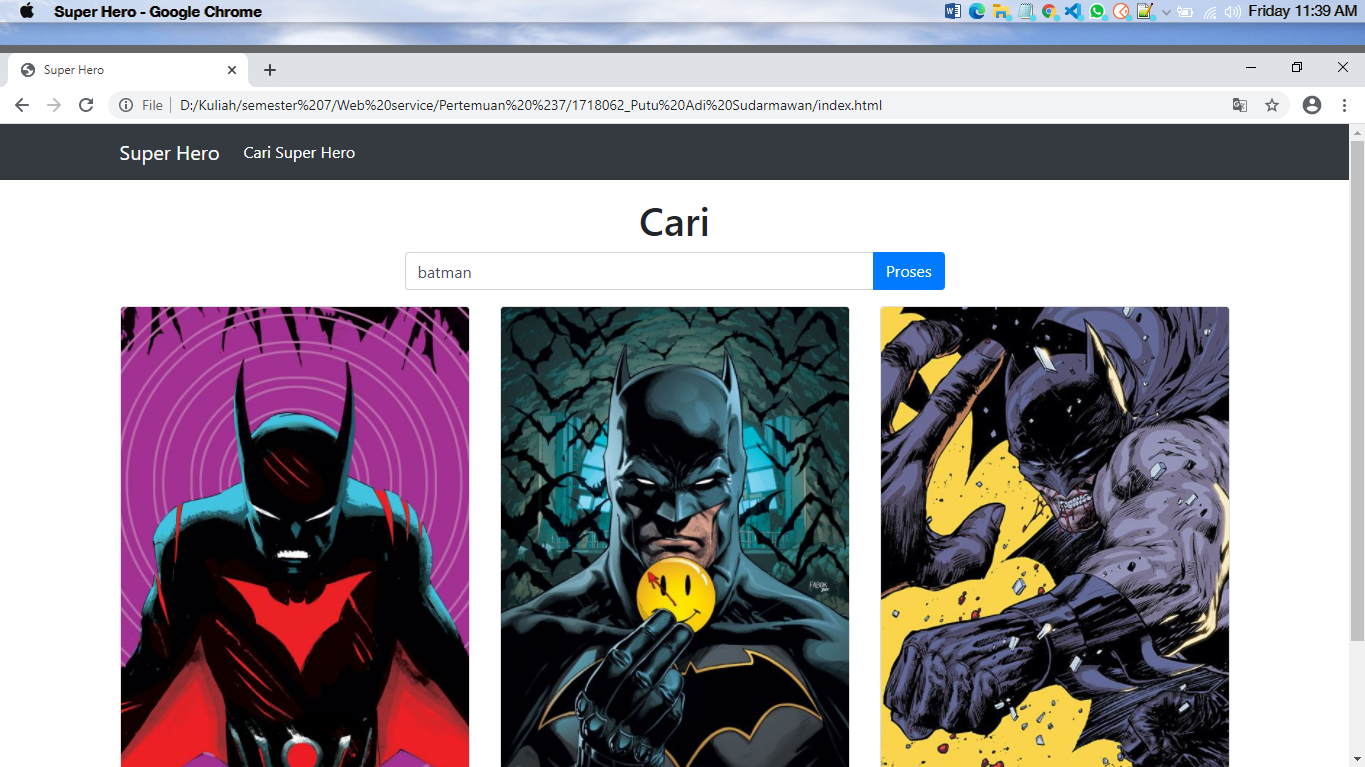 Super Hero - Google Chrome
Friday 11:39 AM
Super Hero
File
D:/Kuliah/semester%207/Web%20service/Pertemuan%20%237/1718062_Putu%20Adi%20Sudarmawan/index.html
Super Hero
Cari Super Hero
Cari
batman
Proses
FABOK